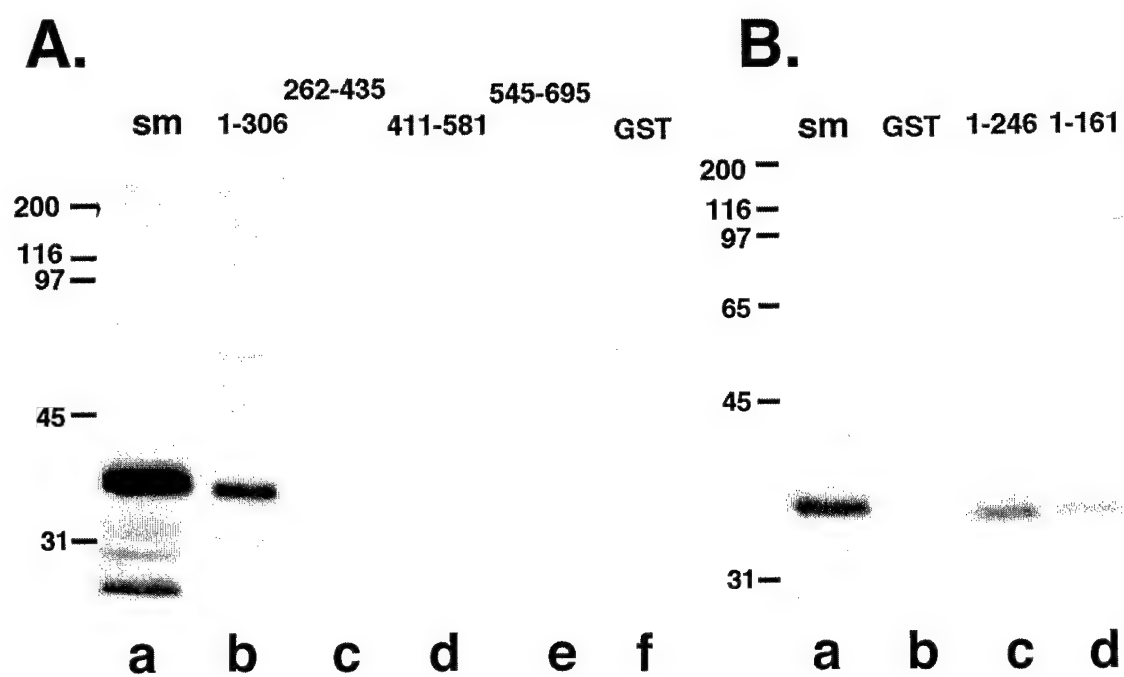 A.
262-435 545-695
sm 1-306 411-581 GST
200
116
97
45
31
a b c d e f
B.
sm GST 1-246 1-161
200
116
97
65
45
31
a b c d